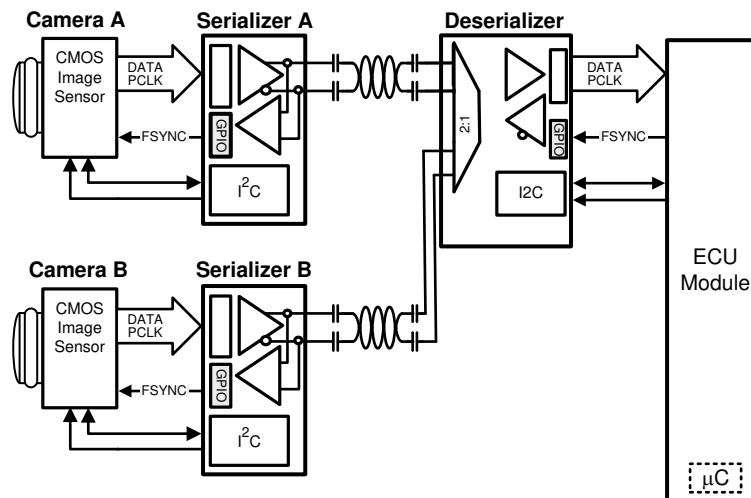 Camera A
Serializer A
Deserializer
CMOS
Image
Sensor
DATA
PCLK
FSYNC
GPIO
I²C
2:1
DATA
PCLK
GPIO
FSYNC
I2C
ECU
Module
Camera B
Serializer B
CMOS
Image
Sensor
DATA
PCLK
FSYNC
GPIO
I²C
μC